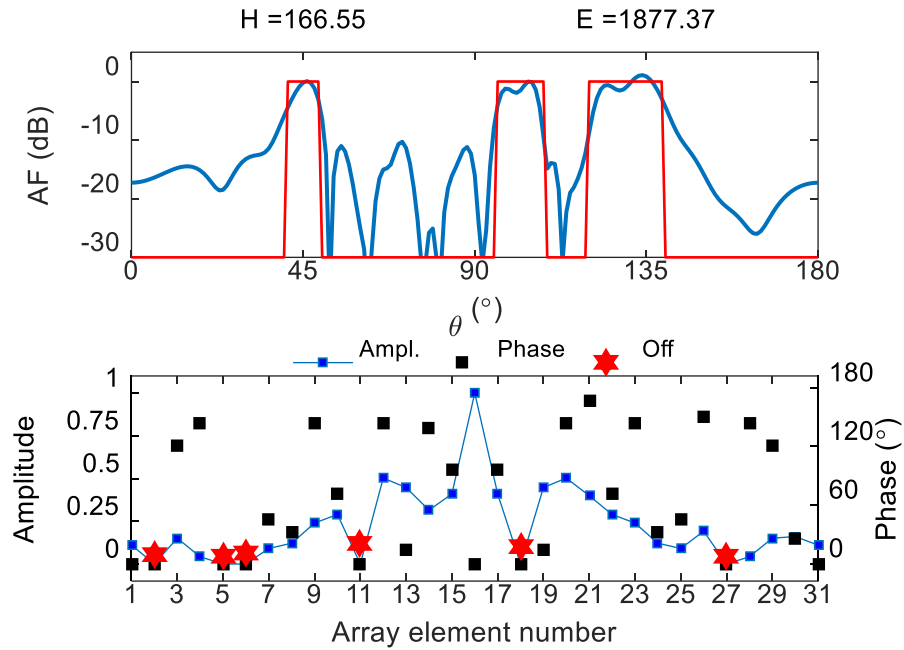 H =166.55 E =1877.37
0
-10
-20
-30
AF (dB)
0 45 90 135 180
θ (°)
Ampl. Phase Off
1 180
0.75
120
0.5
60
0.25
0 0
Amplitude
Phase (°)
1 3 5 7 9 11 13 15 17 19 21 23 25 27 29 31
Array element number